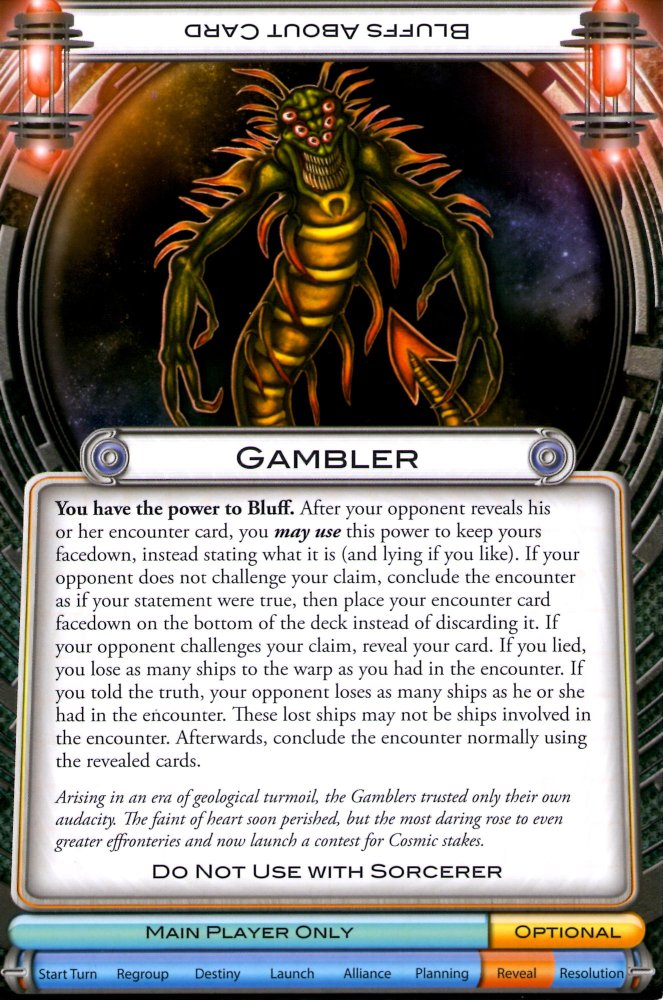 BLUFFS ABOUT CARD
GAMBLER
You have the power to Bluff. After your opponent reveals his
or her encounter card, you may use this power to keep yours
facedown, instead stating what it is (and lying if you like). If your
opponent does not challenge your claim, conclude the encounter
as if your statement were true, then place your encounter card
facedown on the bottom of the deck instead of discarding it. If
your opponent challenges your claim, reveal your card. If you lied,
you lose as many ships to the warp as you had in the encounter. If
you told the truth, your opponent loses as many ships as he or she
had in the encounter. These lost ships may not be ships involved in
the encounter. Afterwards, conclude the encounter normally using
the revealed cards.
Arising in an era of geological turmoil, the Gamblers trusted only their own
audacity. The faint of heart soon perished, but the most daring rose to even
greater effronteries and now launch a contest for Cosmic stakes.
DO NOT USE WITH SORCERER
MAIN PLAYER ONLY OPTIONAL
Start Turn Regroup Destiny Launch Alliance Planning Reveal Resolution